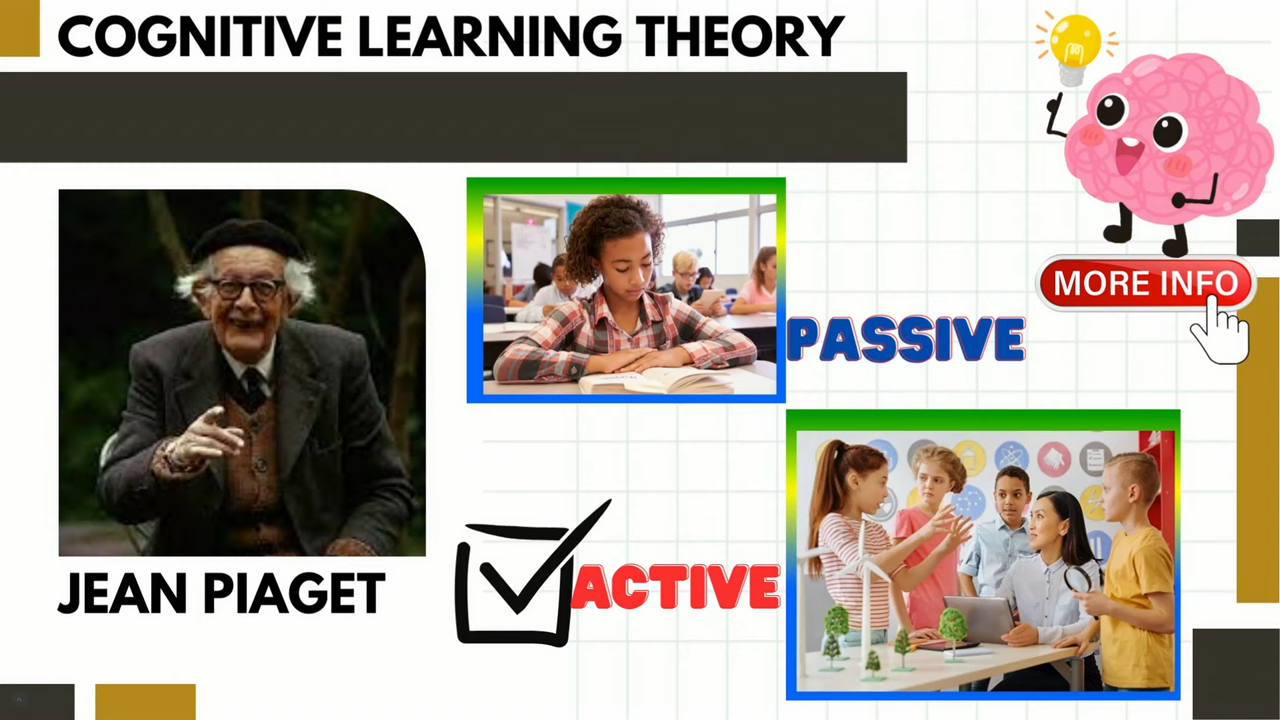 COGNITIVE LEARNING THEORY
MORE INFO
PASSIVE
ACTIVE
JEAN PIAGET